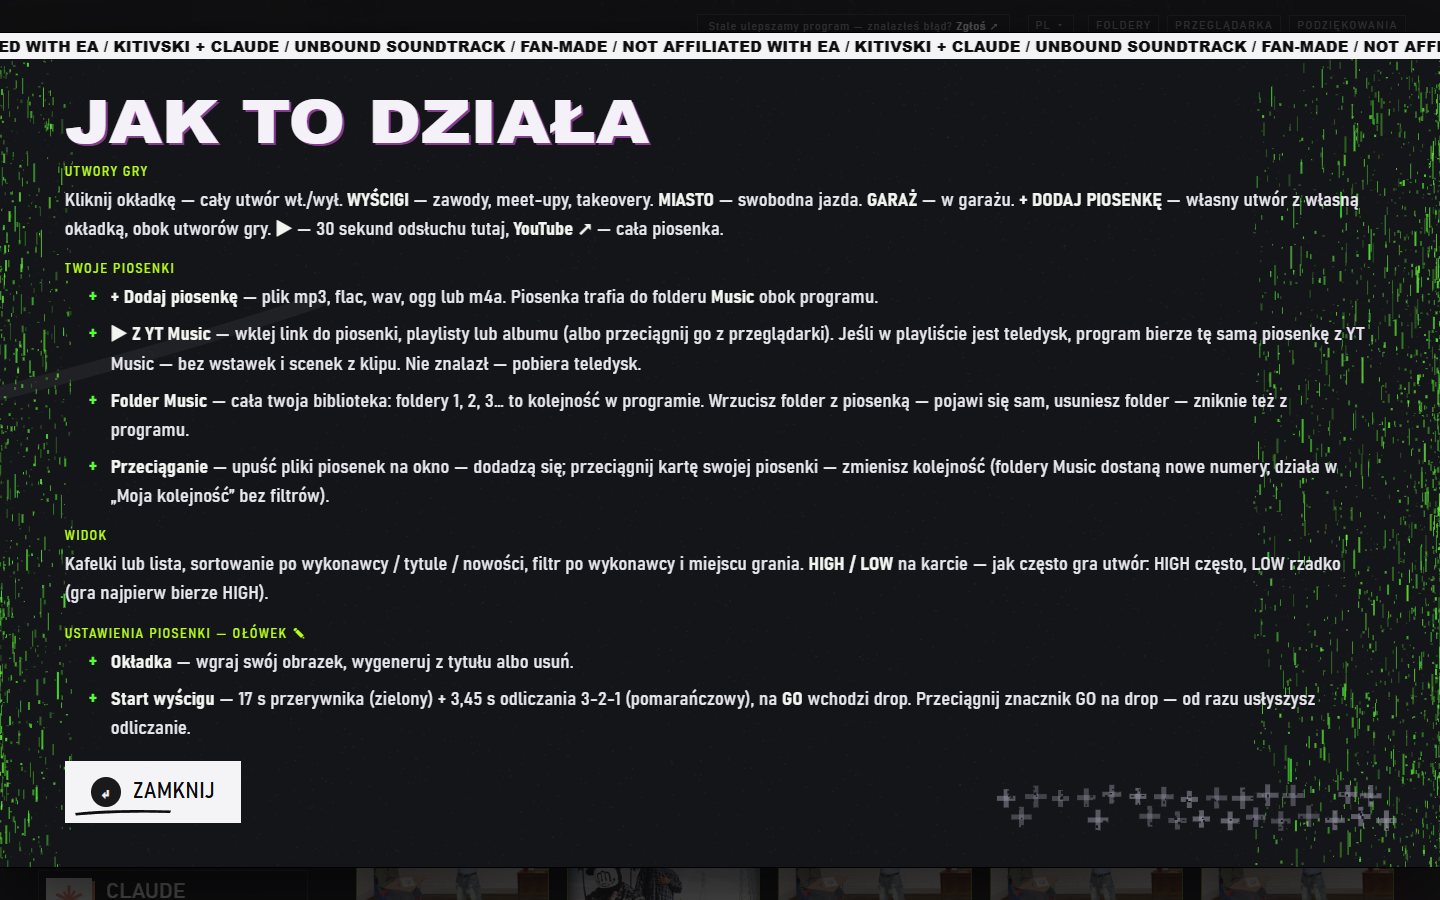 Stale ulepszamy program — znalazłeś błąd? Zgłoś ↗ PL FOLDERY PRZEGLĄDARKA PODZIĘKOWANIA
ED WITH EA / KITIVSKI + CLAUDE / UNBOUND SOUNDTRACK / FAN-MADE / NOT AFFILIATED WITH EA / KITIVSKI + CLAUDE / UNBOUND SOUNDTRACK / FAN-MADE / NOT AFFI
JAK TO DZIAŁA
UTWORY GRY
Kliknij okładkę — cały utwór wł./wył. WYŚCIGI — zawody, meet-upy, takeovery. MIASTO — swobodna jazda. GARAŻ — w garażu. + DODAJ PIOSENKĘ — własny utwór z własną
okładką, obok utworów gry. ▶ — 30 sekund odsłuchu tutaj, YouTube ↗ — cała piosenka.
TWOJE PIOSENKI
+ + Dodaj piosenkę — plik mp3, flac, wav, ogg lub m4a. Piosenka trafia do folderu Music obok programu.
+ ▶ Z YT Music — wklej link do piosenki, playlisty lub albumu (albo przeciągnij go z przeglądarki). Jeśli w playliście jest teledysk, program bierze tę samą piosenkę z YT
Music — bez wstawek i scenek z klipu. Nie znalazł — pobiera teledysk.
+ Folder Music — cała twoja biblioteka: foldery 1, 2, 3… to kolejność w programie. Wrzucisz folder z piosenką — pojawi się sam, usuniesz folder — zniknie też z
programu.
+ Przeciąganie — upuść pliki piosenek na okno — dodadzą się; przeciągnij kartę swojej piosenki — zmienisz kolejność (foldery Music dostaną nowe numery; działa w
„Moja kolejność” bez filtrów).
WIDOK
Kafelki lub lista, sortowanie po wykonawcy / tytule / nowości, filtr po wykonawcy i miejscu grania. HIGH / LOW na karcie — jak często gra utwór: HIGH często, LOW rzadko
(gra najpierw bierze HIGH).
USTAWIENIA PIOSENKI — OŁÓWEK ✎
+ Okładka — wgraj swój obrazek, wygeneruj z tytułu albo usuń.
+ Start wyścigu — 17 s przerywnika (zielony) + 3,45 s odliczania 3-2-1 (pomarańczowy), na GO wchodzi drop. Przeciągnij znacznik GO na drop — od razu usłyszysz
odliczanie.
ZAMKNIJ
CLAUDE